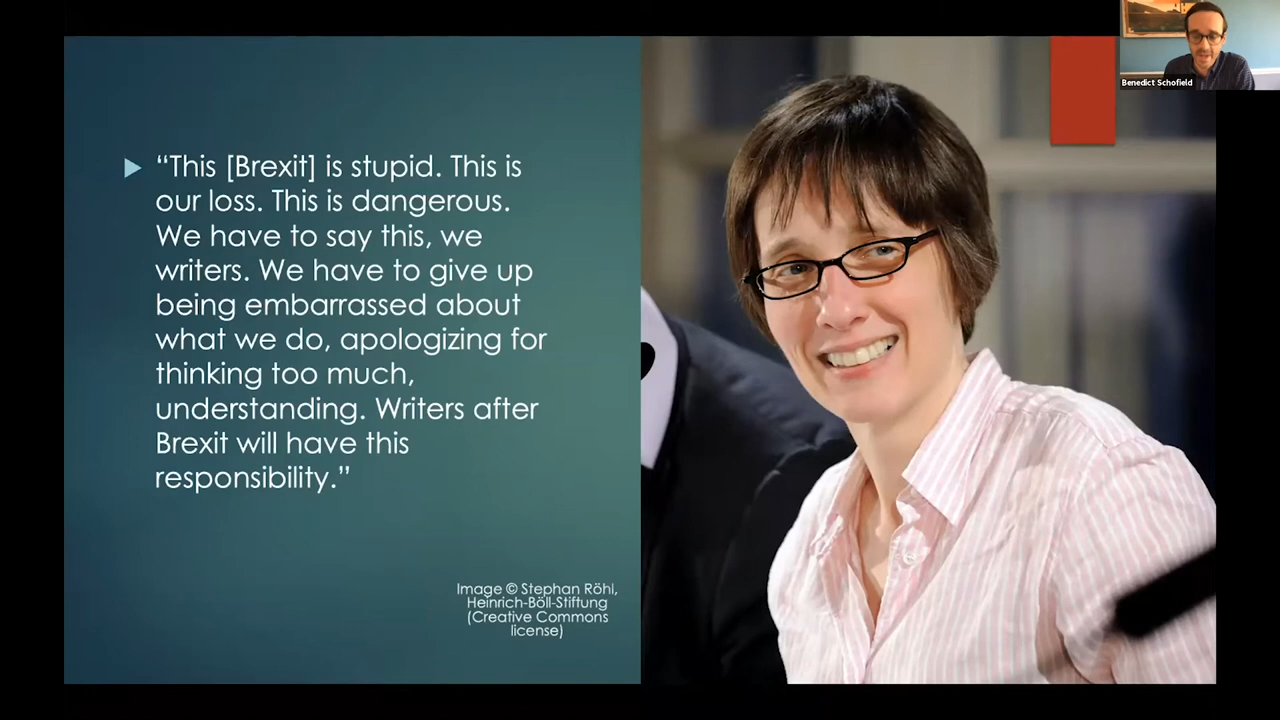 “This [Brexit] is stupid. This is
our loss. This is dangerous.
We have to say this, we
writers. We have to give up
being embarrassed about
what we do, apologizing for
thinking too much,
understanding. Writers after
Brexit will have this
responsibility.”
Image © Stephan Röhl,
Heinrich-Böll-Stiftung
(Creative Commons
license)
Benedict Schofield